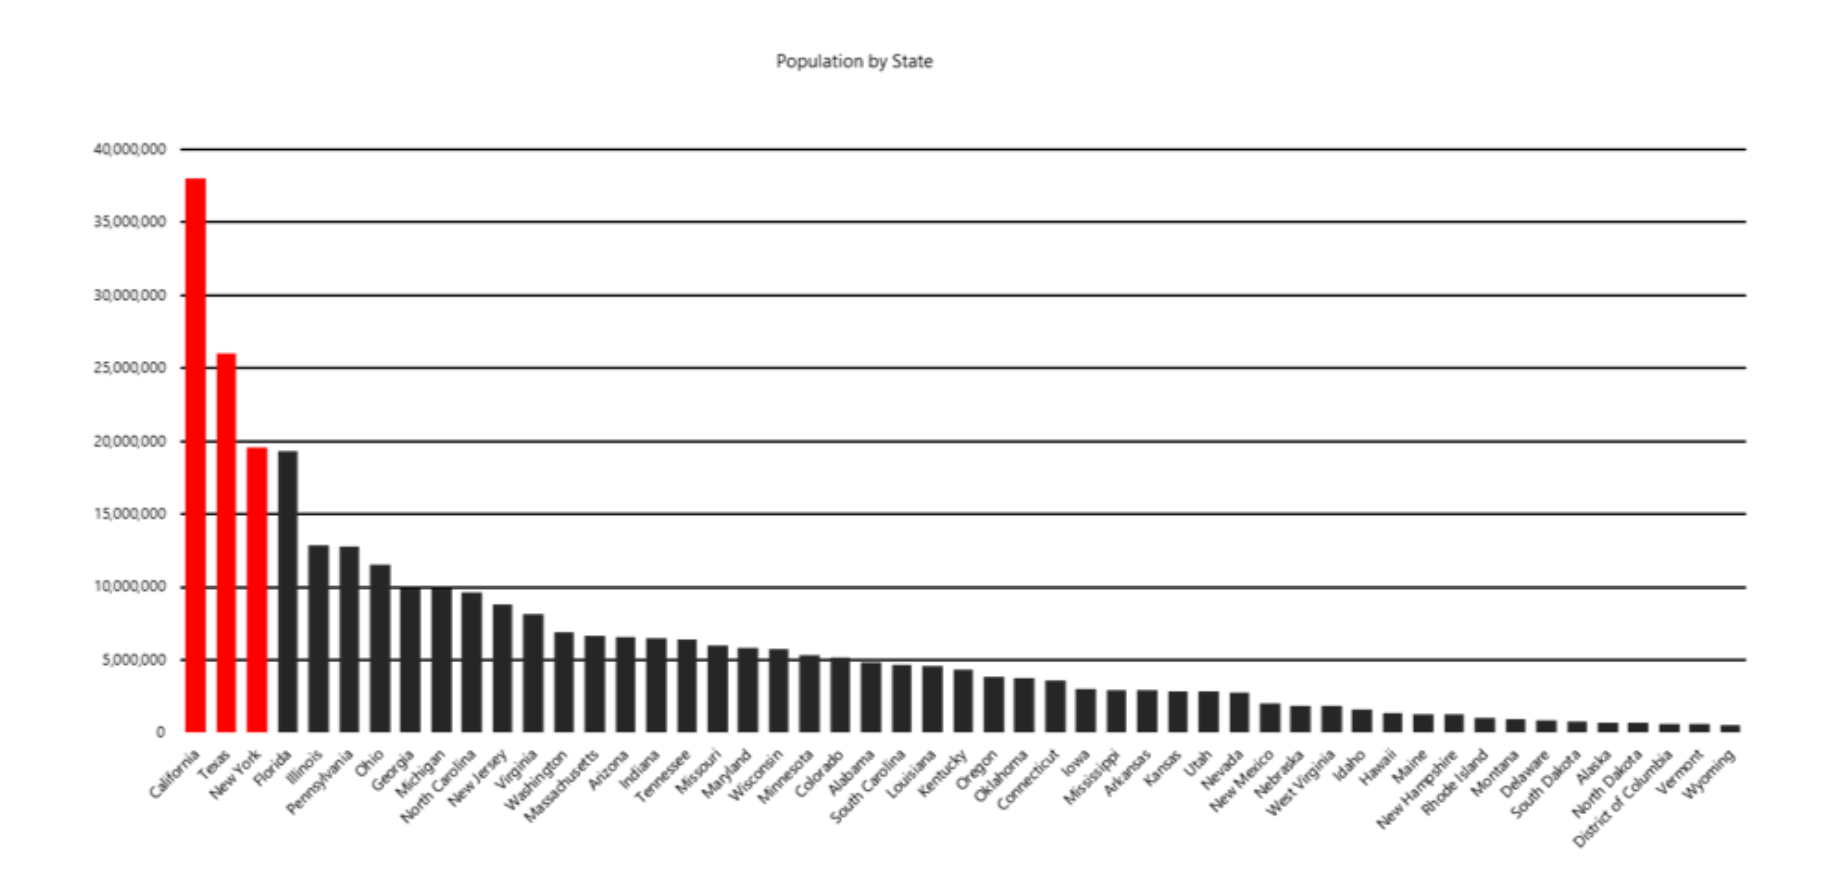 Population by State
40,000,000
35,000,000
30,000,000
25,000,000
20,000,000
15,000,000
10,000,000
5,000,000
0
California
Texas
New York
Florida
Illinois
Pennsylvania
Ohio
Georgia
Michigan
North Carolina
New Jersey
Virginia
Washington
Massachusetts
Arizona
Indiana
Tennessee
Missouri
Maryland
Wisconsin
Minnesota
Colorado
Alabama
South Carolina
Louisiana
Kentucky
Oregon
Oklahoma
Connecticut
Iowa
Mississippi
Arkansas
Kansas
Utah
Nevada
New Mexico
Nebraska
West Virginia
Idaho
Hawaii
Maine
New Hampshire
Rhode Island
Montana
Delaware
South Dakota
Alaska
North Dakota
District of Columbia
Vermont
Wyoming